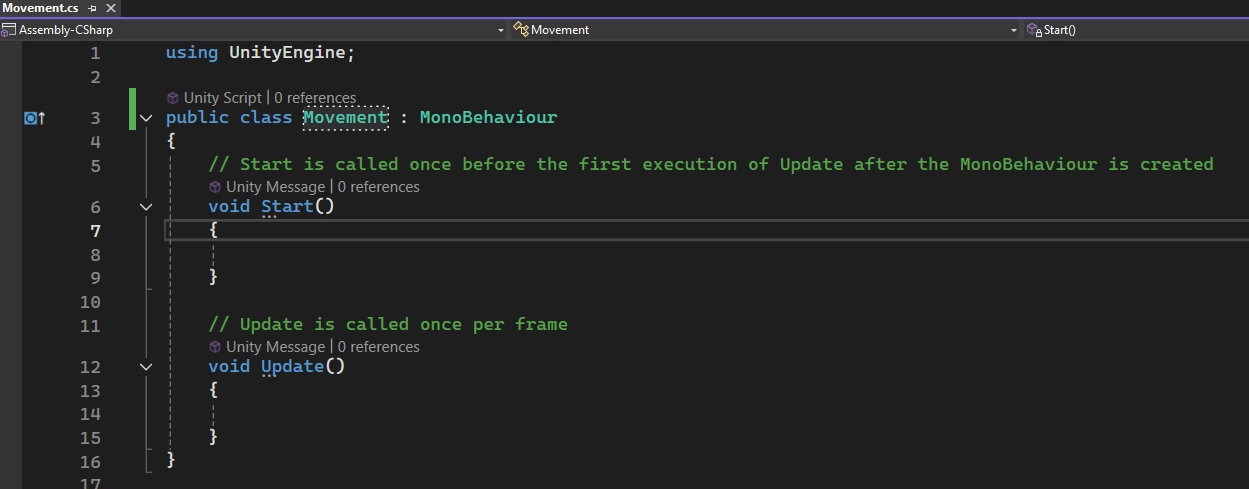 Movement.cs
Assembly-CSharp Movement Start()
1 using UnityEngine;
2
Unity Script | 0 references
3 public class Movement : MonoBehaviour
4 {
5 // Start is called once before the first execution of Update after the MonoBehaviour is created
Unity Message | 0 references
6 void Start()
7 {
8
9 }
10
11 // Update is called once per frame
Unity Message | 0 references
12 void Update()
13 {
14
15 }
16 }
17